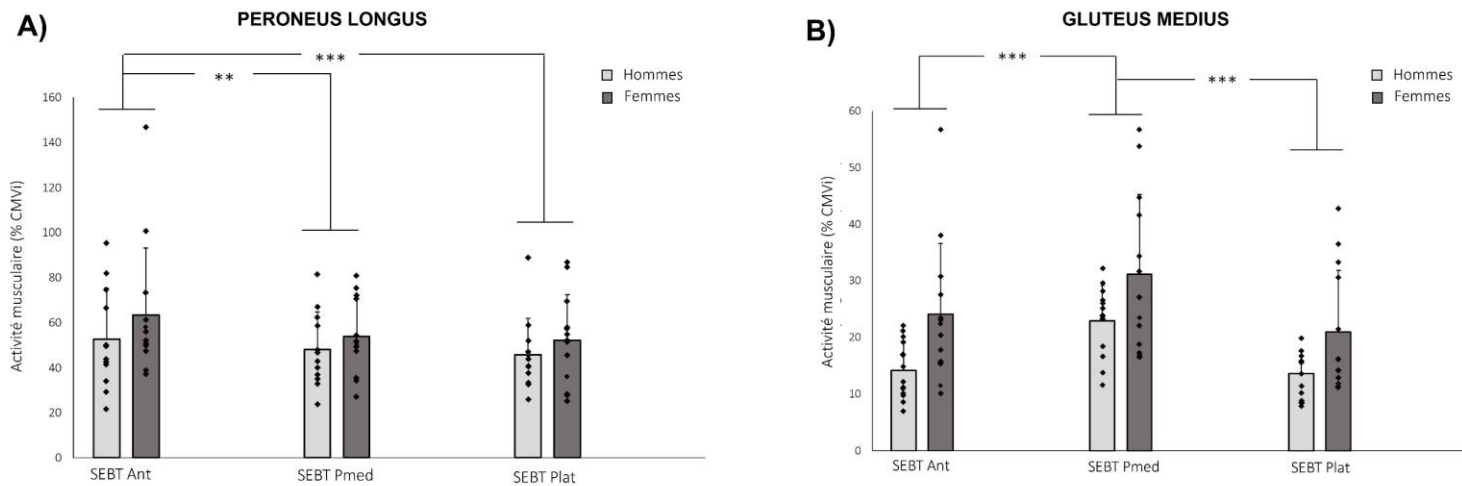 A)
PERONEUS LONGUS
***
**
Hommes
Femmes
Activité musculaire (% CMVi)
160
140
120
100
80
60
40
20
0
SEBT Ant
SEBT Pmed
SEBT Plat
B)
GLUTEUS MEDIUS
***
***
Hommes
Femmes
Activité musculaire (% CMVi)
60
50
40
30
20
10
0
SEBT Ant
SEBT Pmed
SEBT Plat